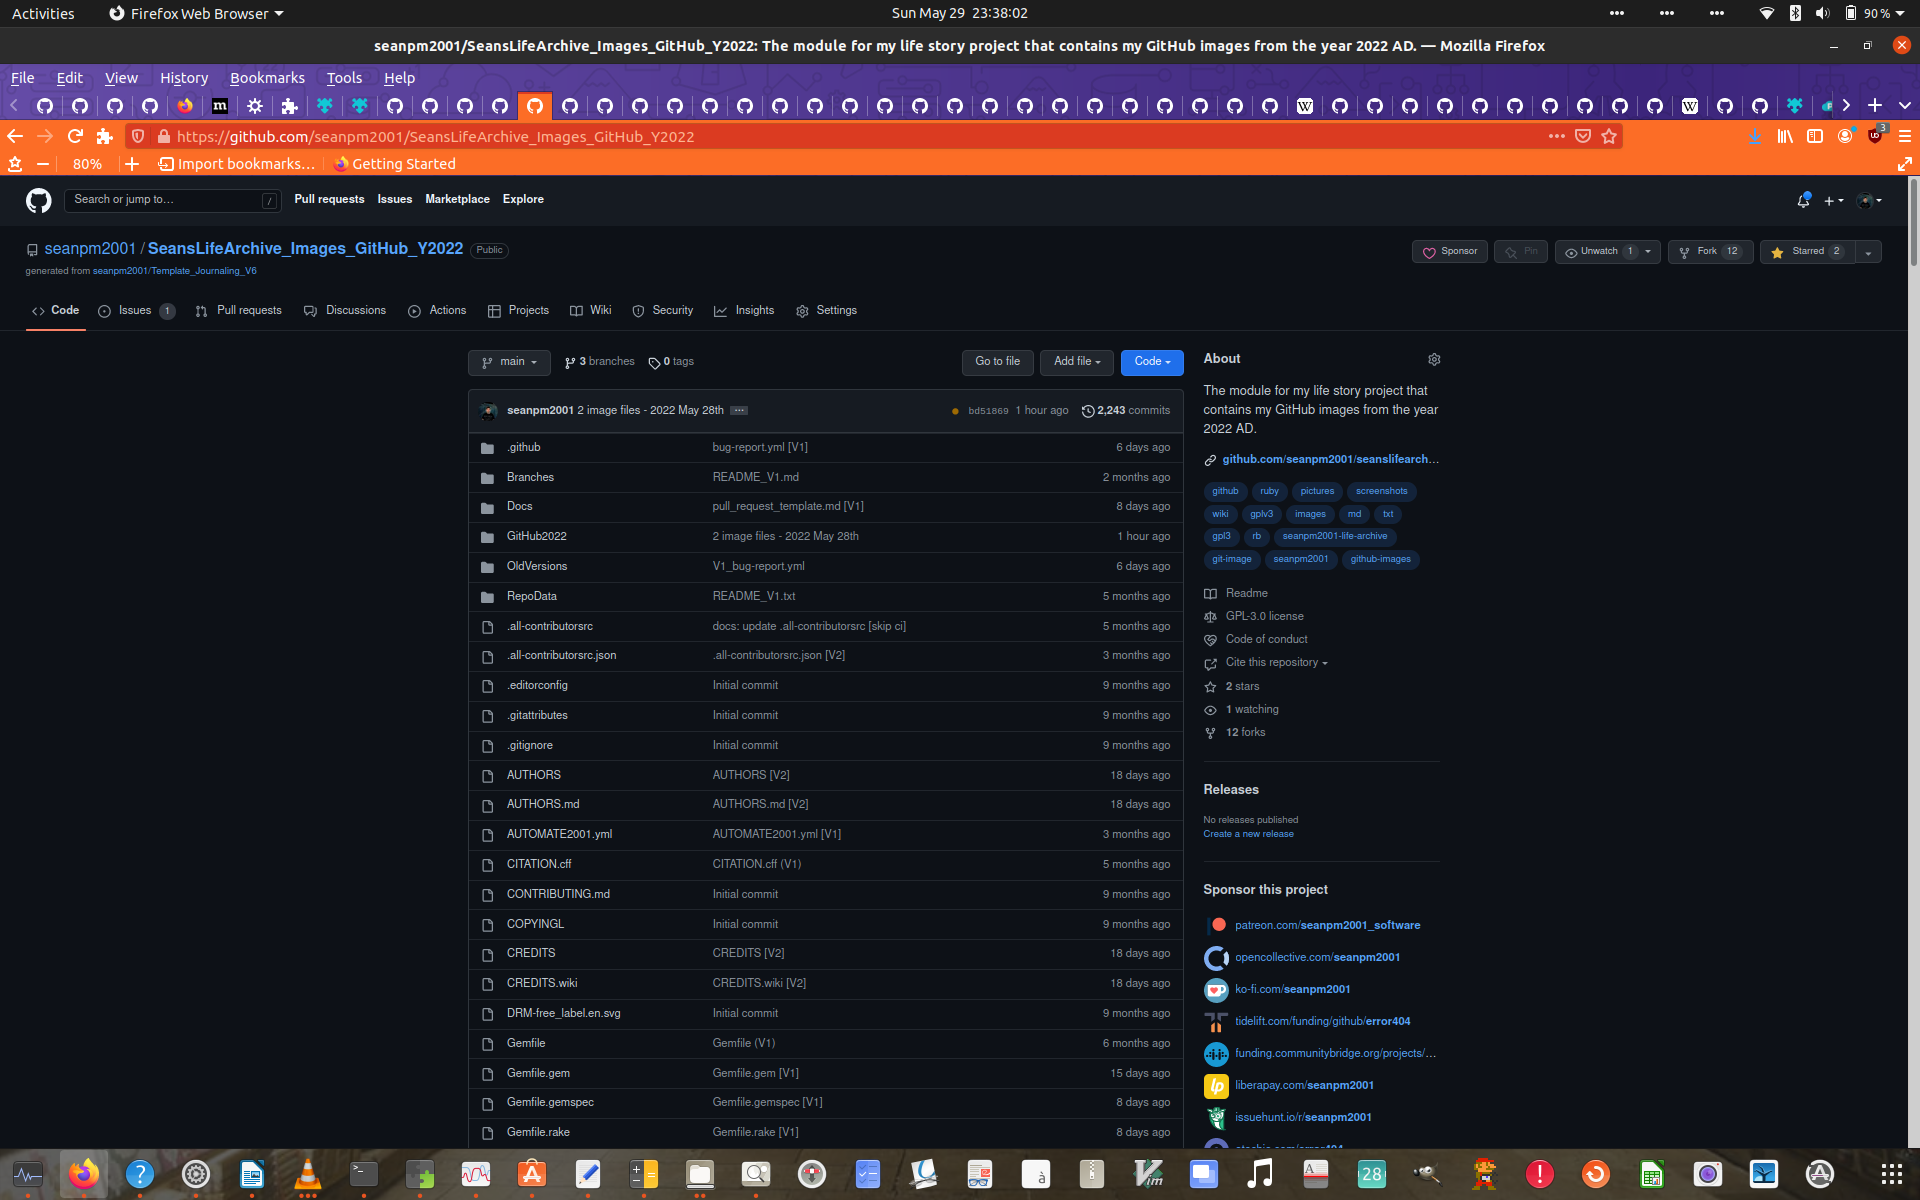 Activities Firefox Web Browser Sun May 29 23:38:02 90 %
seanpm2001/SeansLifeArchive_Images_GitHub_Y2022: The module for my life story project that contains my GitHub images from the year 2022 AD. — Mozilla Firefox
File Edit View History Bookmarks Tools Help
https://github.com/seanpm2001/SeansLifeArchive_Images_GitHub_Y2022 3
80% Import bookmarks… Getting Started
Search or jump to… / Pull requests Issues Marketplace Explore
seanpm2001 / SeansLifeArchive_Images_GitHub_Y2022 Public Sponsor Pin Unwatch 1 Fork 12 Starred 2
generated from seanpm2001/Template_Journaling_V6
Code Issues 1 Pull requests Discussions Actions Projects Wiki Security Insights Settings
main 3 branches 0 tags Go to file Add file Code
seanpm2001 2 image files - 2022 May 28th bd51869 1 hour ago 2,243 commits
.github bug-report.yml [V1] 6 days ago
Branches README_V1.md 2 months ago
Docs pull_request_template.md [V1] 8 days ago
GitHub2022 2 image files - 2022 May 28th 1 hour ago
OldVersions V1_bug-report.yml 6 days ago
RepoData README_V1.txt 5 months ago
.all-contributorsrc docs: update .all-contributorsrc [skip ci] 5 months ago
.all-contributorsrc.json .all-contributorsrc.json [V2] 3 months ago
.editorconfig Initial commit 9 months ago
.gitattributes Initial commit 9 months ago
.gitignore Initial commit 9 months ago
AUTHORS AUTHORS [V2] 18 days ago
AUTHORS.md AUTHORS.md [V2] 18 days ago
AUTOMATE2001.yml AUTOMATE2001.yml [V1] 3 months ago
CITATION.cff CITATION.cff (V1) 5 months ago
CONTRIBUTING.md Initial commit 9 months ago
COPYINGL Initial commit 9 months ago
CREDITS CREDITS [V2] 18 days ago
CREDITS.wiki CREDITS.wiki [V2] 18 days ago
DRM-free_label.en.svg Initial commit 9 months ago
Gemfile Gemfile (V1) 6 months ago
Gemfile.gem Gemfile.gem [V1] 15 days ago
Gemfile.gemspec Gemfile.gemspec [V1] 8 days ago
Gemfile.rake Gemfile.rake [V1] 8 days ago
About
The module for my life story project that
contains my GitHub images from the year
2022 AD.
github.com/seanpm2001/seanslifearch…
github ruby pictures screenshots
wiki gplv3 images md txt
gpl3 rb seanpm2001-life-archive
git-image seanpm2001 github-images
Readme
GPL-3.0 license
Code of conduct
Cite this repository
2 stars
1 watching
12 forks
Releases
No releases published
Create a new release
Sponsor this project
patreon.com/seanpm2001_software
opencollective.com/seanpm2001
ko-fi.com/seanpm2001
tidelift.com/funding/github/error404
funding.communitybridge.org/projects/…
liberapay.com/seanpm2001
issuehunt.io/r/seanpm2001
28